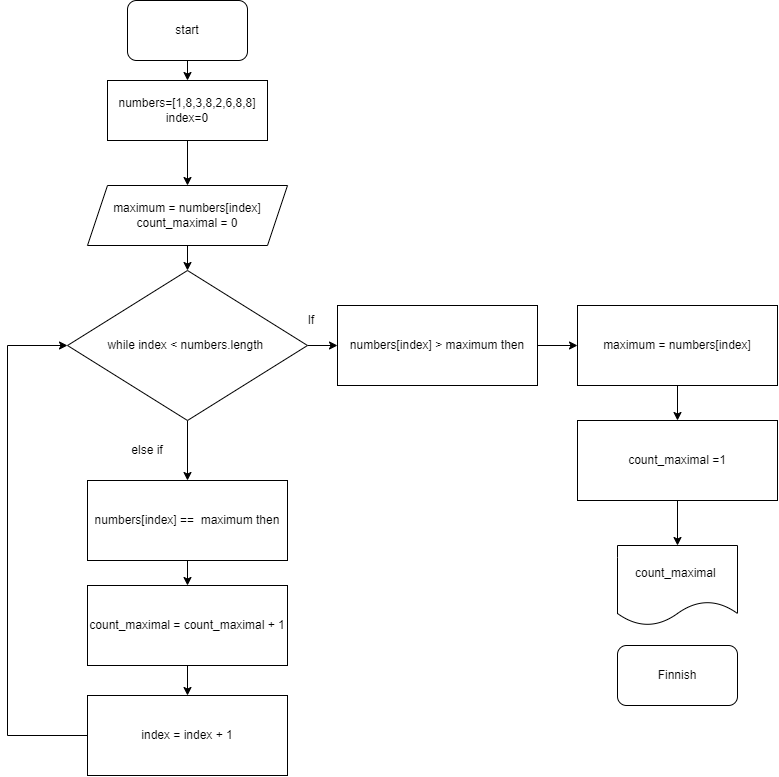 start
numbers=[1,8,3,8,2,6,8,8]
index=0
maximum = numbers[index]
count_maximal = 0
while index < numbers.length
If
numbers[index] > maximum then
maximum = numbers[index]
count_maximal =1
count_maximal
Finnish
else if
numbers[index] ==  maximum then
count_maximal = count_maximal + 1
index = index + 1